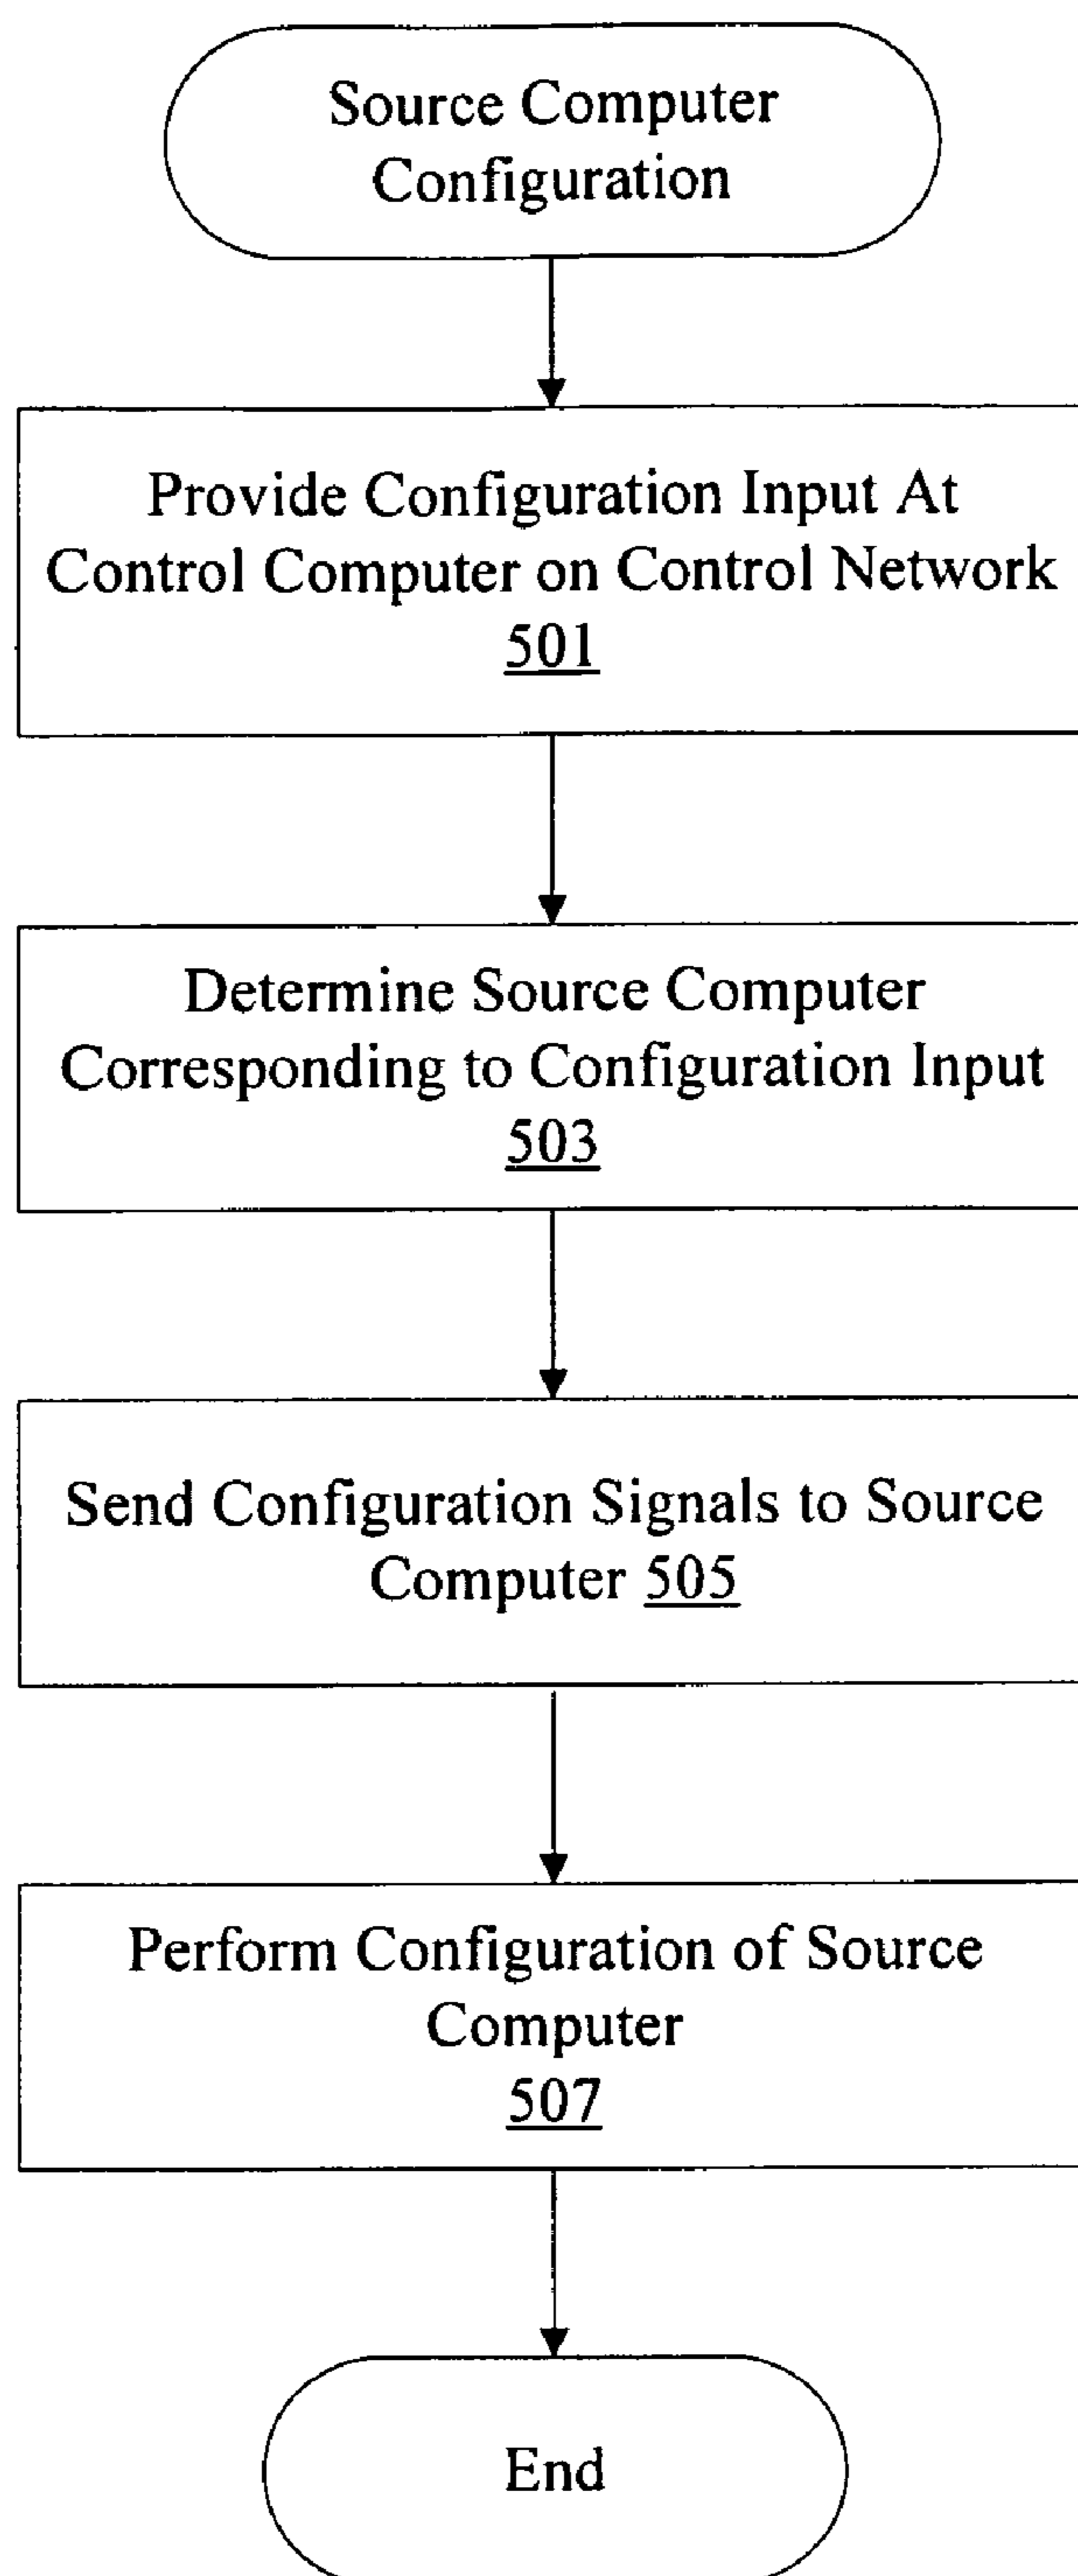 Source Computer
Configuration
Provide Configuration Input At
Control Computer on Control Network
501
Determine Source Computer
Corresponding to Configuration Input
503
Send Configuration Signals to Source
Computer 505
Perform Configuration of Source
Computer
507
End